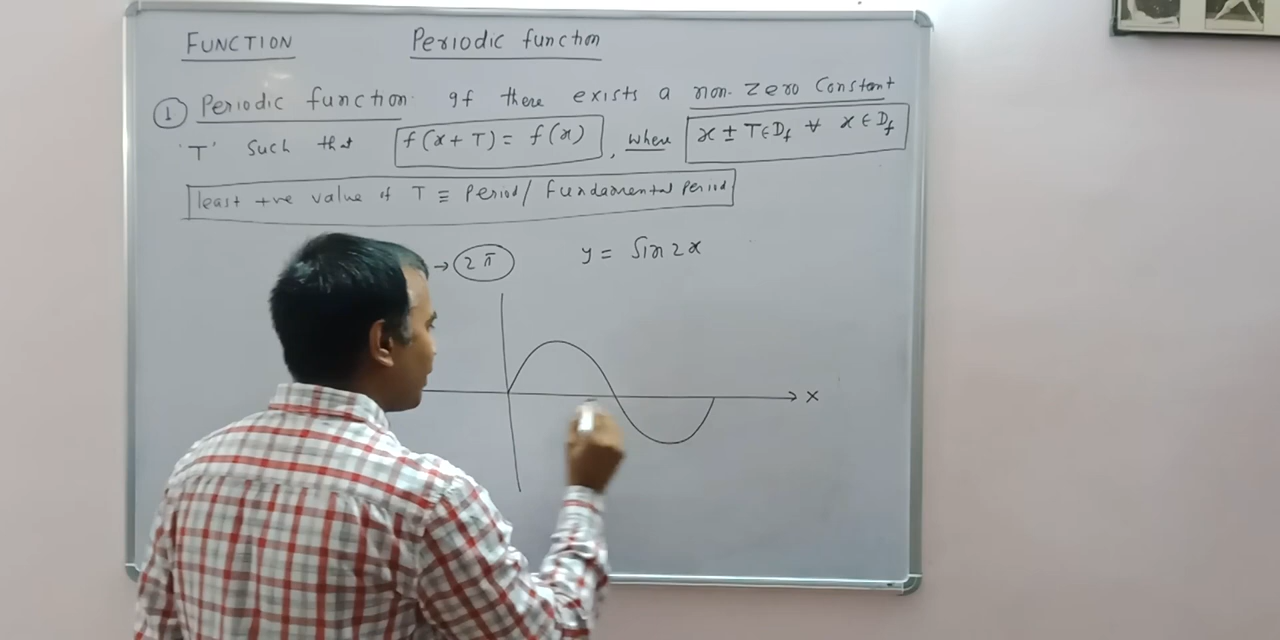 FUNCTION Periodic function
① Periodic function. If there exists a non-zero Constant
'T' Such that f(x+T) = f(x), where x ± T ∈ D_f ∀ x ∈ D_f
least +ve value of T ≡ Period/ Fundamental Period
→ 2π y = Sin 2x
X